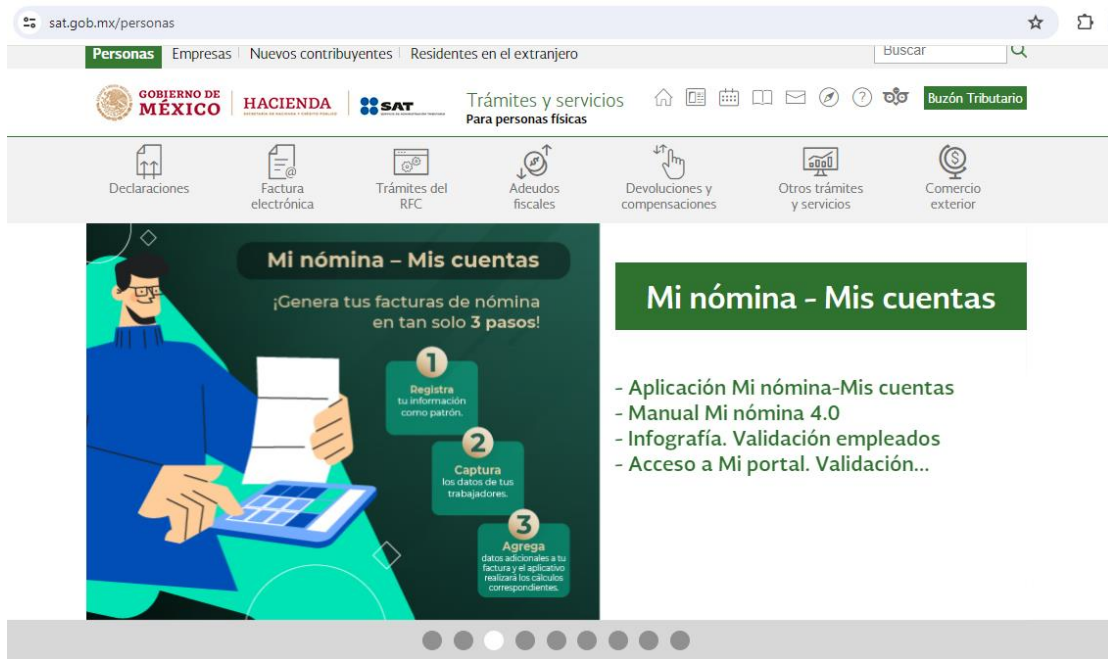 sat.gob.mx/personas
Personas Empresas Nuevos contribuyentes Residentes en el extranjero Buscar
GOBIERNO DE
MÉXICO
HACIENDA
SAT
Trámites y servicios
Para personas físicas
Buzón Tributario
Declaraciones
Factura
electrónica
Trámites del
RFC
Adeudos
fiscales
Devoluciones y
compensaciones
Otros trámites
y servicios
Comercio
exterior
Mi nómina – Mis cuentas
¡Genera tus facturas de nómina
en tan solo 3 pasos!
1
Registra
tu información
como patrón.
2
Captura
los datos de tus
trabajadores.
3
Agrega
datos adicionales a tu
factura y el aplicativo
realizará los cálculos
correspondientes.
Mi nómina - Mis cuentas
- Aplicación Mi nómina-Mis cuentas
- Manual Mi nómina 4.0
- Infografía. Validación empleados
- Acceso a Mi portal. Validación...